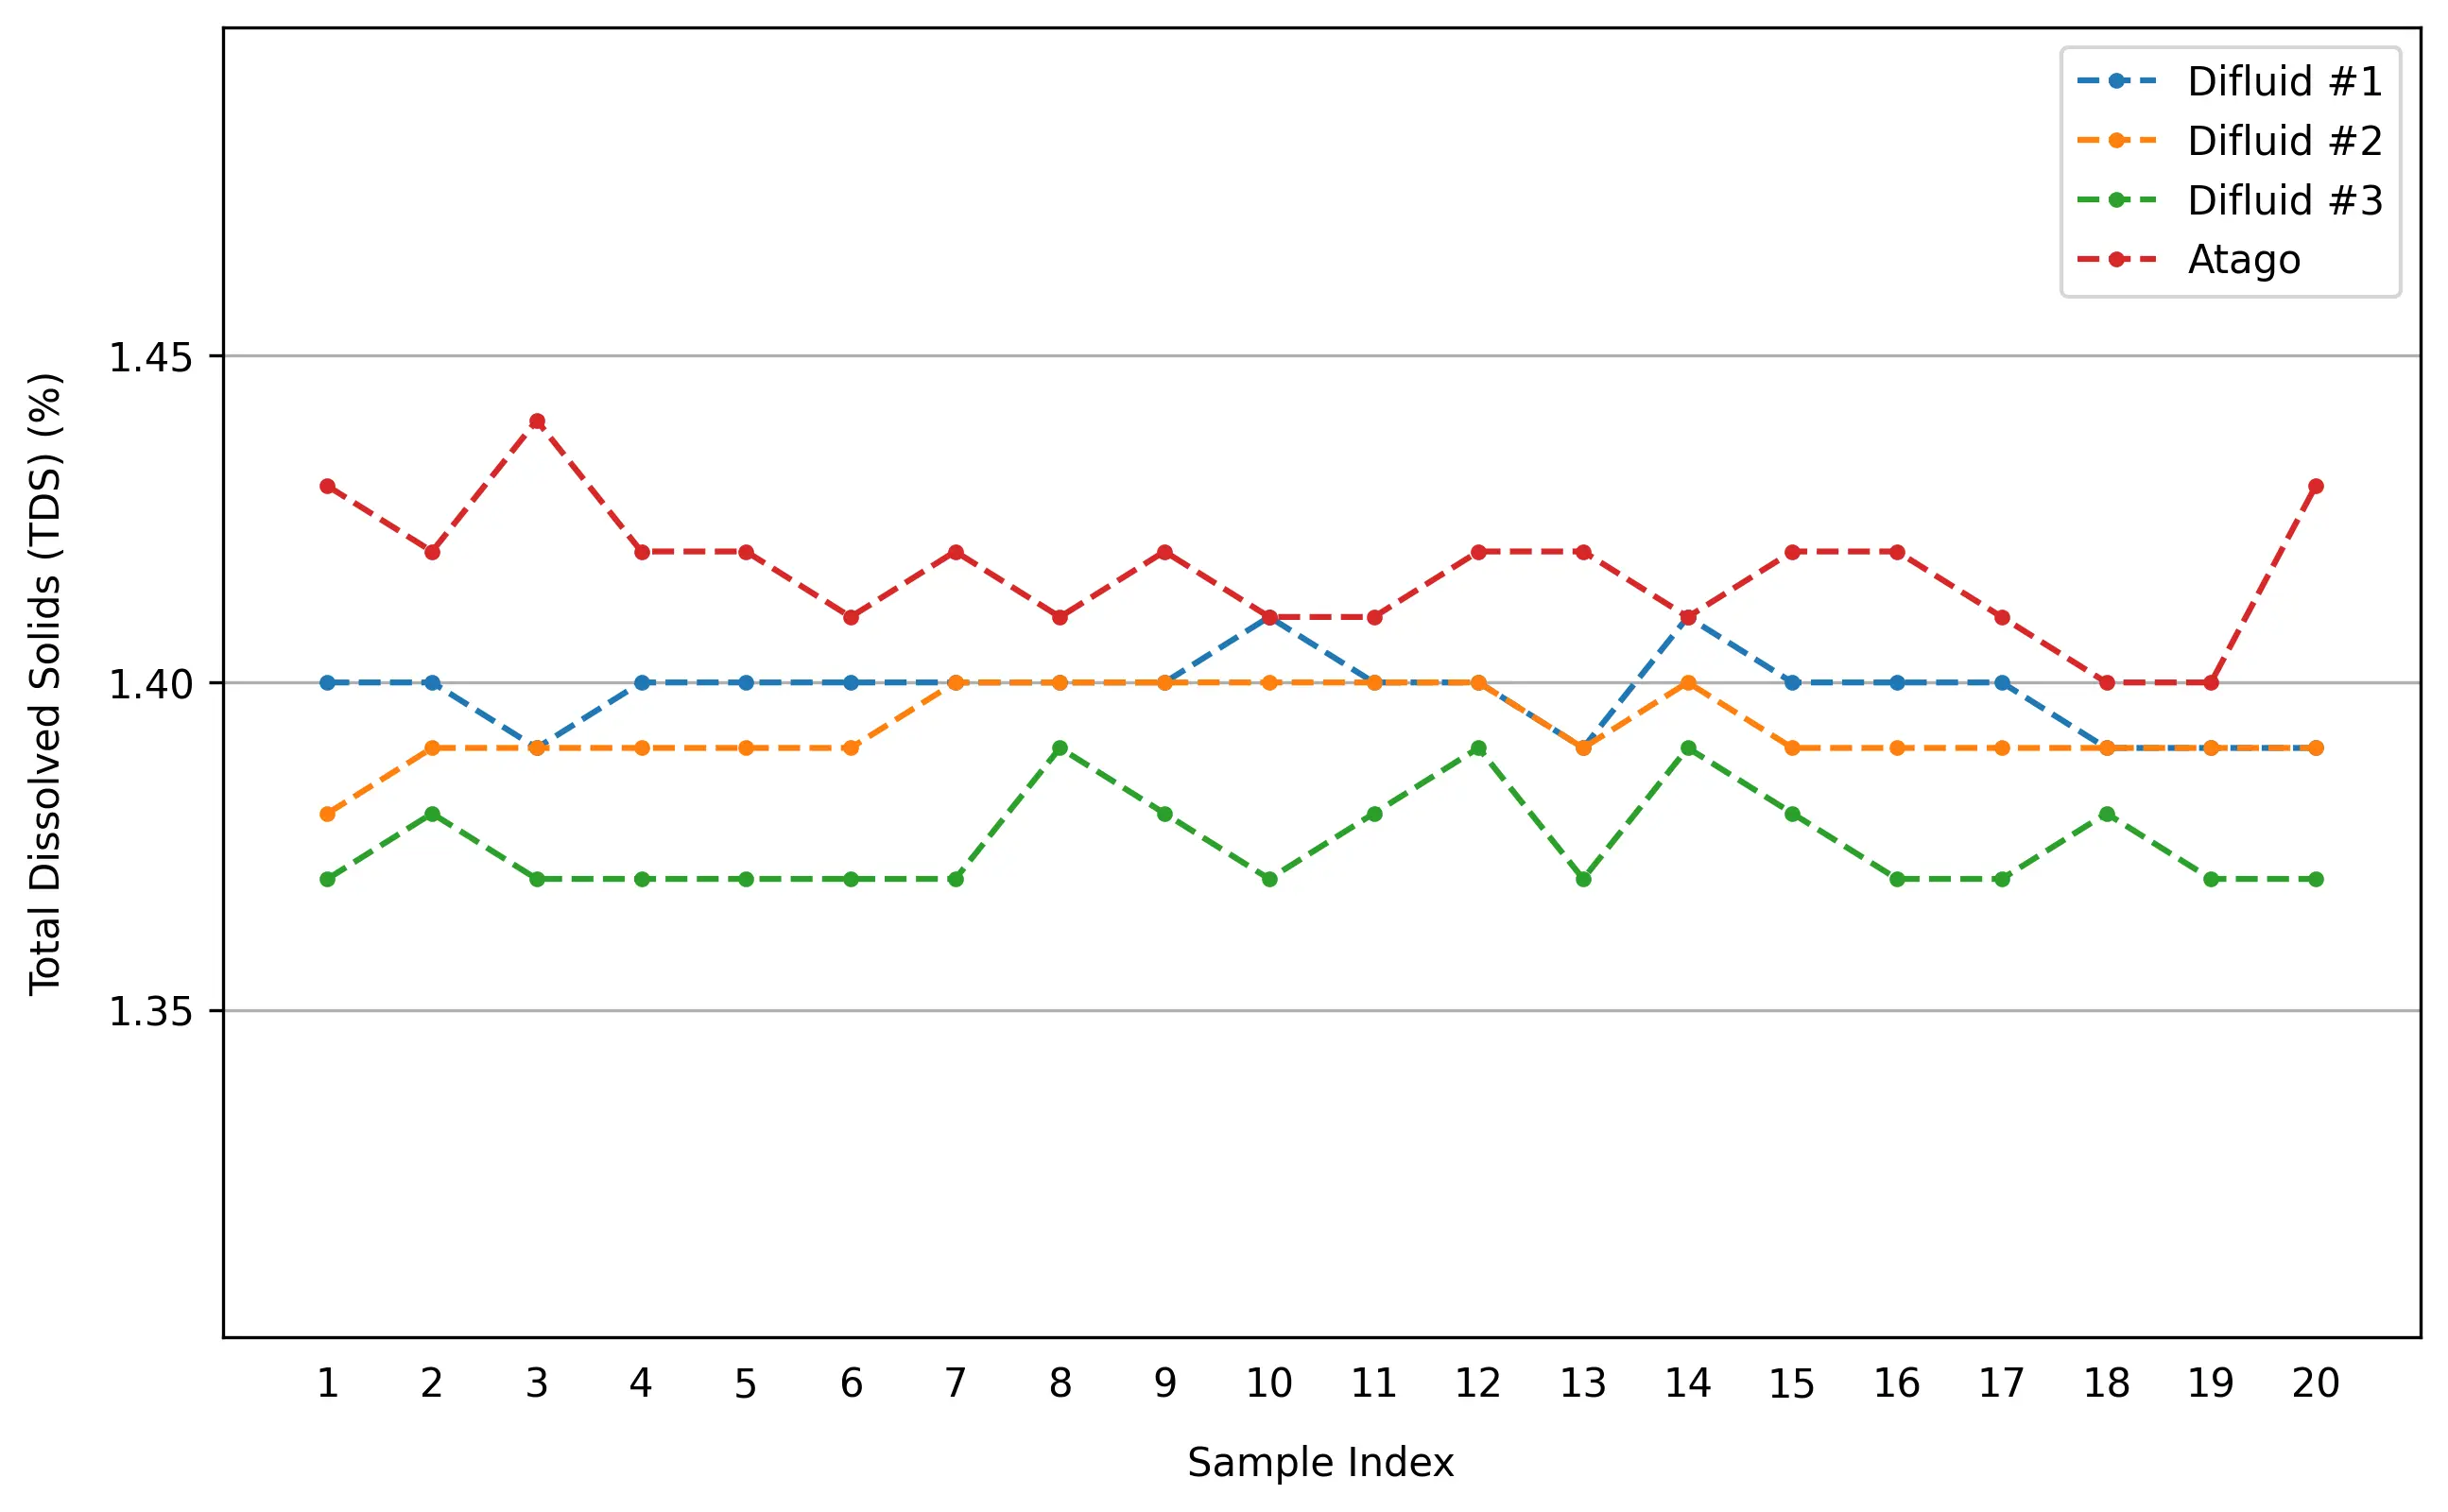 Difluid #1
Difluid #2
Difluid #3
Atago
Total Dissolved Solids (TDS) (%)
1.45
1.40
1.35
1 2 3 4 5 6 7 8 9 10 11 12 13 14 15 16 17 18 19 20
Sample Index